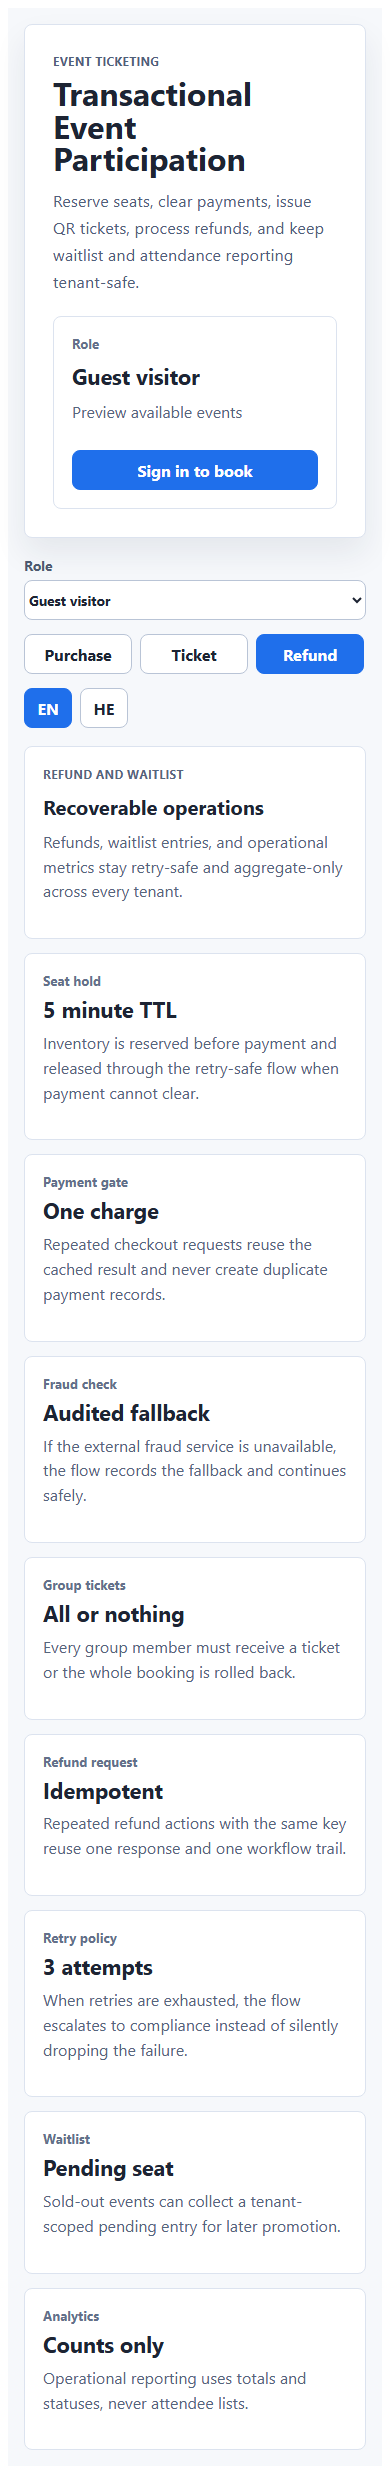 EVENT TICKETING
Transactional
Event
Participation
Reserve seats, clear payments, issue
QR tickets, process refunds, and keep
waitlist and attendance reporting
tenant-safe.
Role
Guest visitor
Preview available events
Sign in to book
Role
Guest visitor
Purchase
Ticket
Refund
EN
HE
REFUND AND WAITLIST
Recoverable operations
Refunds, waitlist entries, and operational
metrics stay retry-safe and aggregate-only
across every tenant.
Seat hold
5 minute TTL
Inventory is reserved before payment and
released through the retry-safe flow when
payment cannot clear.
Payment gate
One charge
Repeated checkout requests reuse the
cached result and never create duplicate
payment records.
Fraud check
Audited fallback
If the external fraud service is unavailable,
the flow records the fallback and continues
safely.
Group tickets
All or nothing
Every group member must receive a ticket
or the whole booking is rolled back.
Refund request
Idempotent
Repeated refund actions with the same key
reuse one response and one workflow trail.
Retry policy
3 attempts
When retries are exhausted, the flow
escalates to compliance instead of silently
dropping the failure.
Waitlist
Pending seat
Sold-out events can collect a tenant-
scoped pending entry for later promotion.
Analytics
Counts only
Operational reporting uses totals and
statuses, never attendee lists.